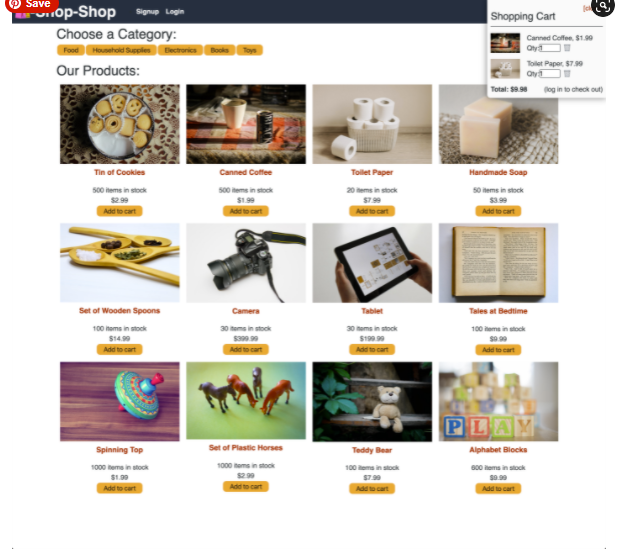 Save
Shop-Shop
Signup Login
Shopping Cart
Canned Coffee, $1.99
Qty:1
Toilet Paper, $7.99
Qty:1
Total: $9.98 (log in to check out)
Choose a Category:
Food Household Supplies Electronics Books Toys
Our Products:
Tin of Cookies Canned Coffee Toilet Paper Handmade Soap
500 items in stock 500 items in stock 20 items in stock 50 items in stock
$2.99 $1.99 $7.99 $3.99
Add to cart Add to cart Add to cart Add to cart
Set of Wooden Spoons Camera Tablet Tales at Bedtime
100 items in stock 30 items in stock 30 items in stock 100 items in stock
$14.99 $399.99 $199.99 $9.99
Add to cart Add to cart Add to cart Add to cart
PLAY
Spinning Top Set of Plastic Horses Teddy Bear Alphabet Blocks
1000 items in stock 1000 items in stock 100 items in stock 600 items in stock
$1.99 $2.99 $7.99 $9.99
Add to cart Add to cart Add to cart Add to cart